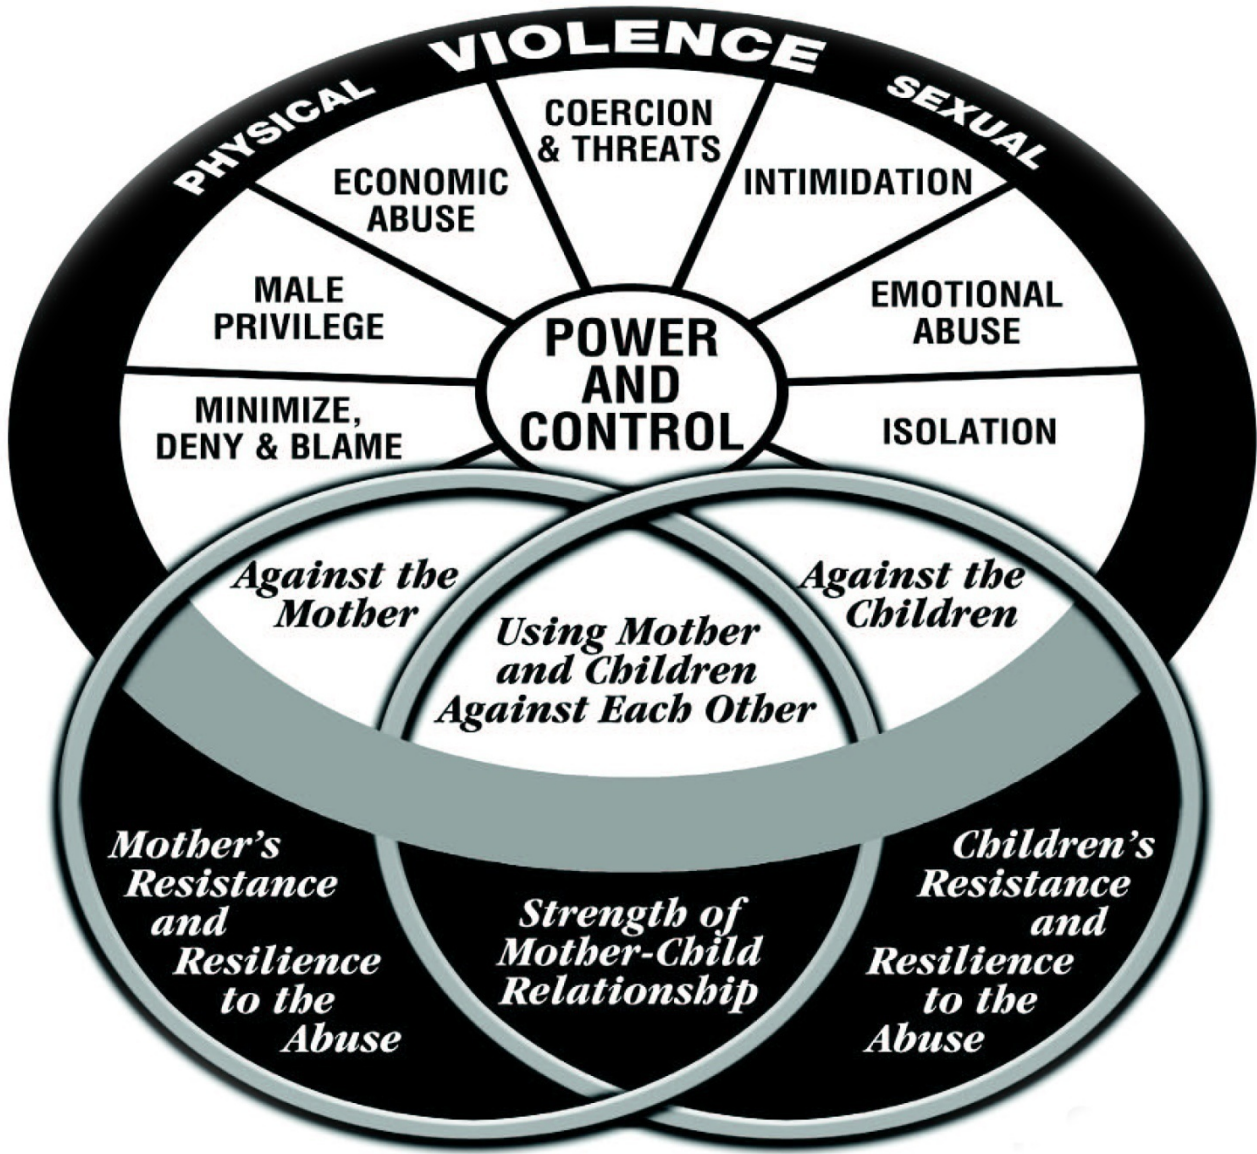 VIOLENCE
PHYSICAL
SEXUAL
COERCION
& THREATS
ECONOMIC
ABUSE
INTIMIDATION
MALE
PRIVILEGE
EMOTIONAL
ABUSE
POWER
AND
CONTROL
MINIMIZE,
DENY & BLAME
ISOLATION
Against the
Mother
Using Mother
and Children
Against Each Other
Against the
Children
Mother's
Resistance
and
Resilience
to the
Abuse
Strength of
Mother-Child
Relationship
Children's
Resistance
and
Resilience
to the
Abuse